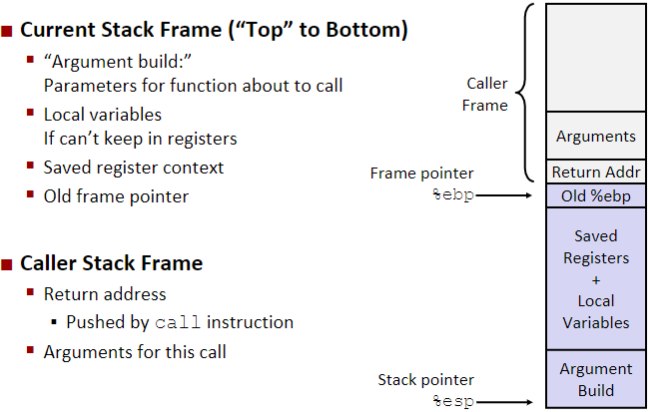 Current Stack Frame (“Top” to Bottom)
“Argument build:”
Parameters for function about to call
Local variables
If can’t keep in registers
Saved register context
Old frame pointer
Caller Stack Frame
Return address
Pushed by call instruction
Arguments for this call
Caller
Frame
Frame pointer
%ebp
Stack pointer
%esp
Arguments
Return Addr
Old %ebp
Saved
Registers
+
Local
Variables
Argument
Build